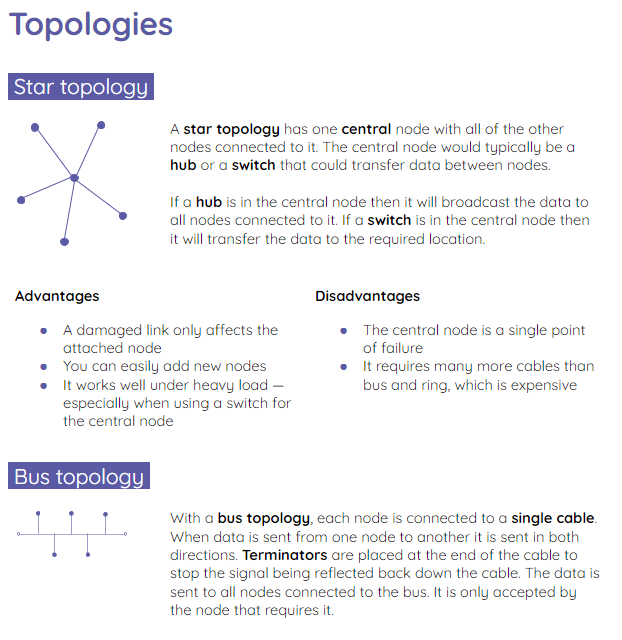 Topologies
Star topology
A star topology has one central node with all of the other
nodes connected to it. The central node would typically be a
hub or a switch that could transfer data between nodes.
If a hub is in the central node then it will broadcast the data to
all nodes connected to it. If a switch is in the central node then
it will transfer the data to the required location.
Advantages
A damaged link only affects the
attached node
You can easily add new nodes
It works well under heavy load —
especially when using a switch for
the central node
Disadvantages
The central node is a single point
of failure
It requires many more cables than
bus and ring, which is expensive
Bus topology
With a bus topology, each node is connected to a single cable.
When data is sent from one node to another it is sent in both
directions. Terminators are placed at the end of the cable to
stop the signal being reflected back down the cable. The data is
sent to all nodes connected to the bus. It is only accepted by
the node that requires it.